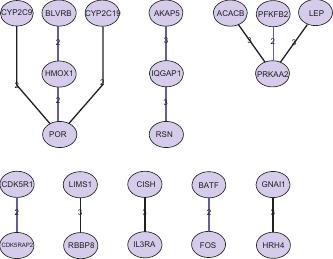 CYP2C9 BLVRB CYP2C19 AKAP5 ACACB PFKFB2 LEP
2 3 3 2 3
2 HMOX1 2 IQGAP1 PRKAA2
2 3
POR RSN
CDK5R1 LIMS1 CISH BATF GNAI1
2 3 3 2 3
CDK5RAP2 RBBP8 IL3RA FOS HRH4